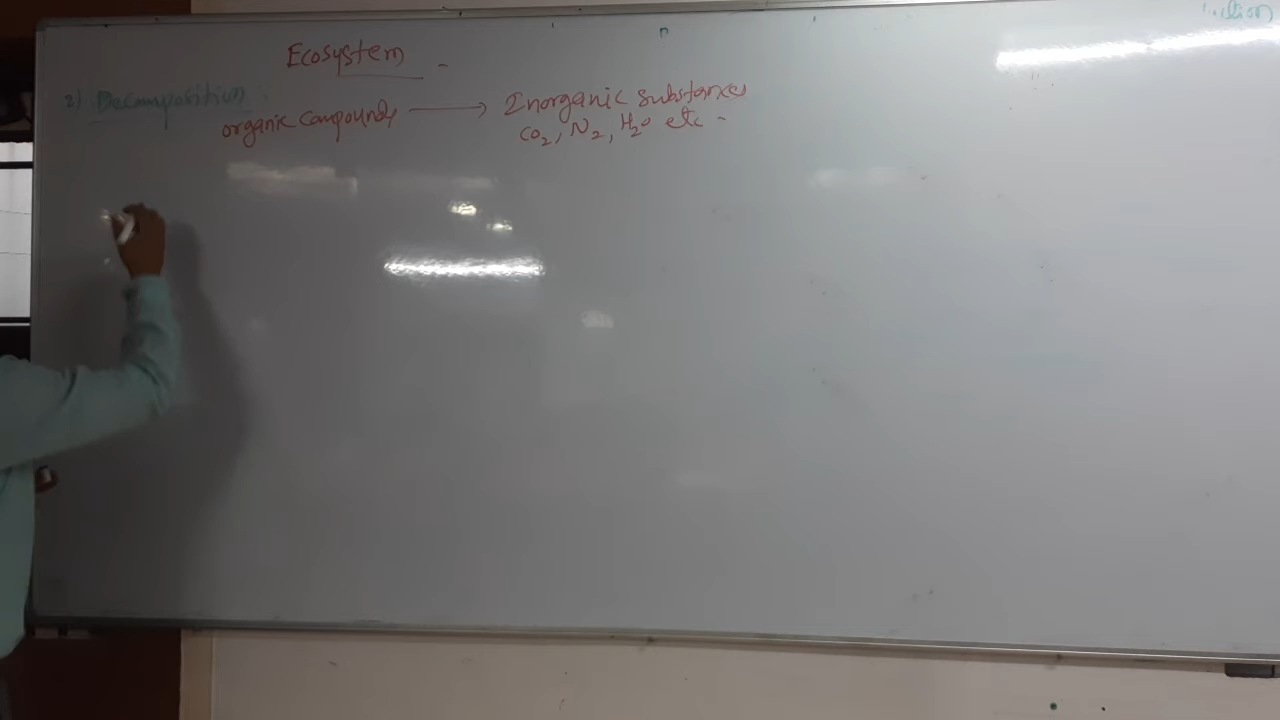 Ecosystem -
2) Decomposition :
organic compounds ⟶ Inorganic substances
CO2, N2, H2O etc -